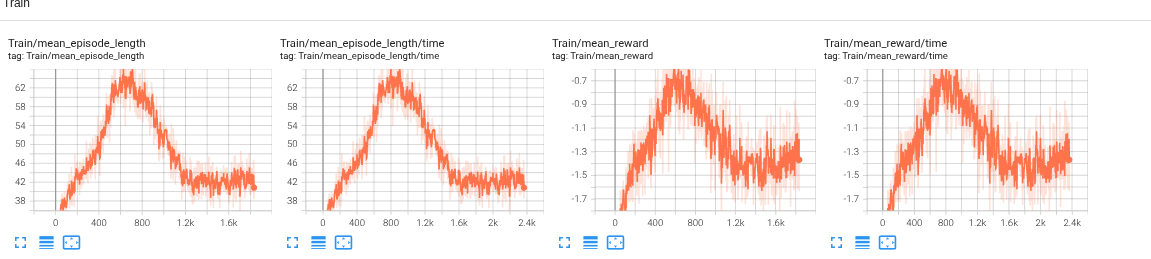 Train
Train/mean_episode_length
tag: Train/mean_episode_length
62
58
54
50
46
42
38
0 400 800 1.2k 1.6k
Train/mean_episode_length/time
tag: Train/mean_episode_length/time
62
58
54
50
46
42
38
0 400 800 1.2k 1.6k 2k 2.4k
Train/mean_reward
tag: Train/mean_reward
-0.7
-0.9
-1.1
-1.3
-1.5
-1.7
0 400 800 1.2k 1.6k
Train/mean_reward/time
tag: Train/mean_reward/time
-0.7
-0.9
-1.1
-1.3
-1.5
-1.7
0 400 800 1.2k 1.6k 2k 2.4k